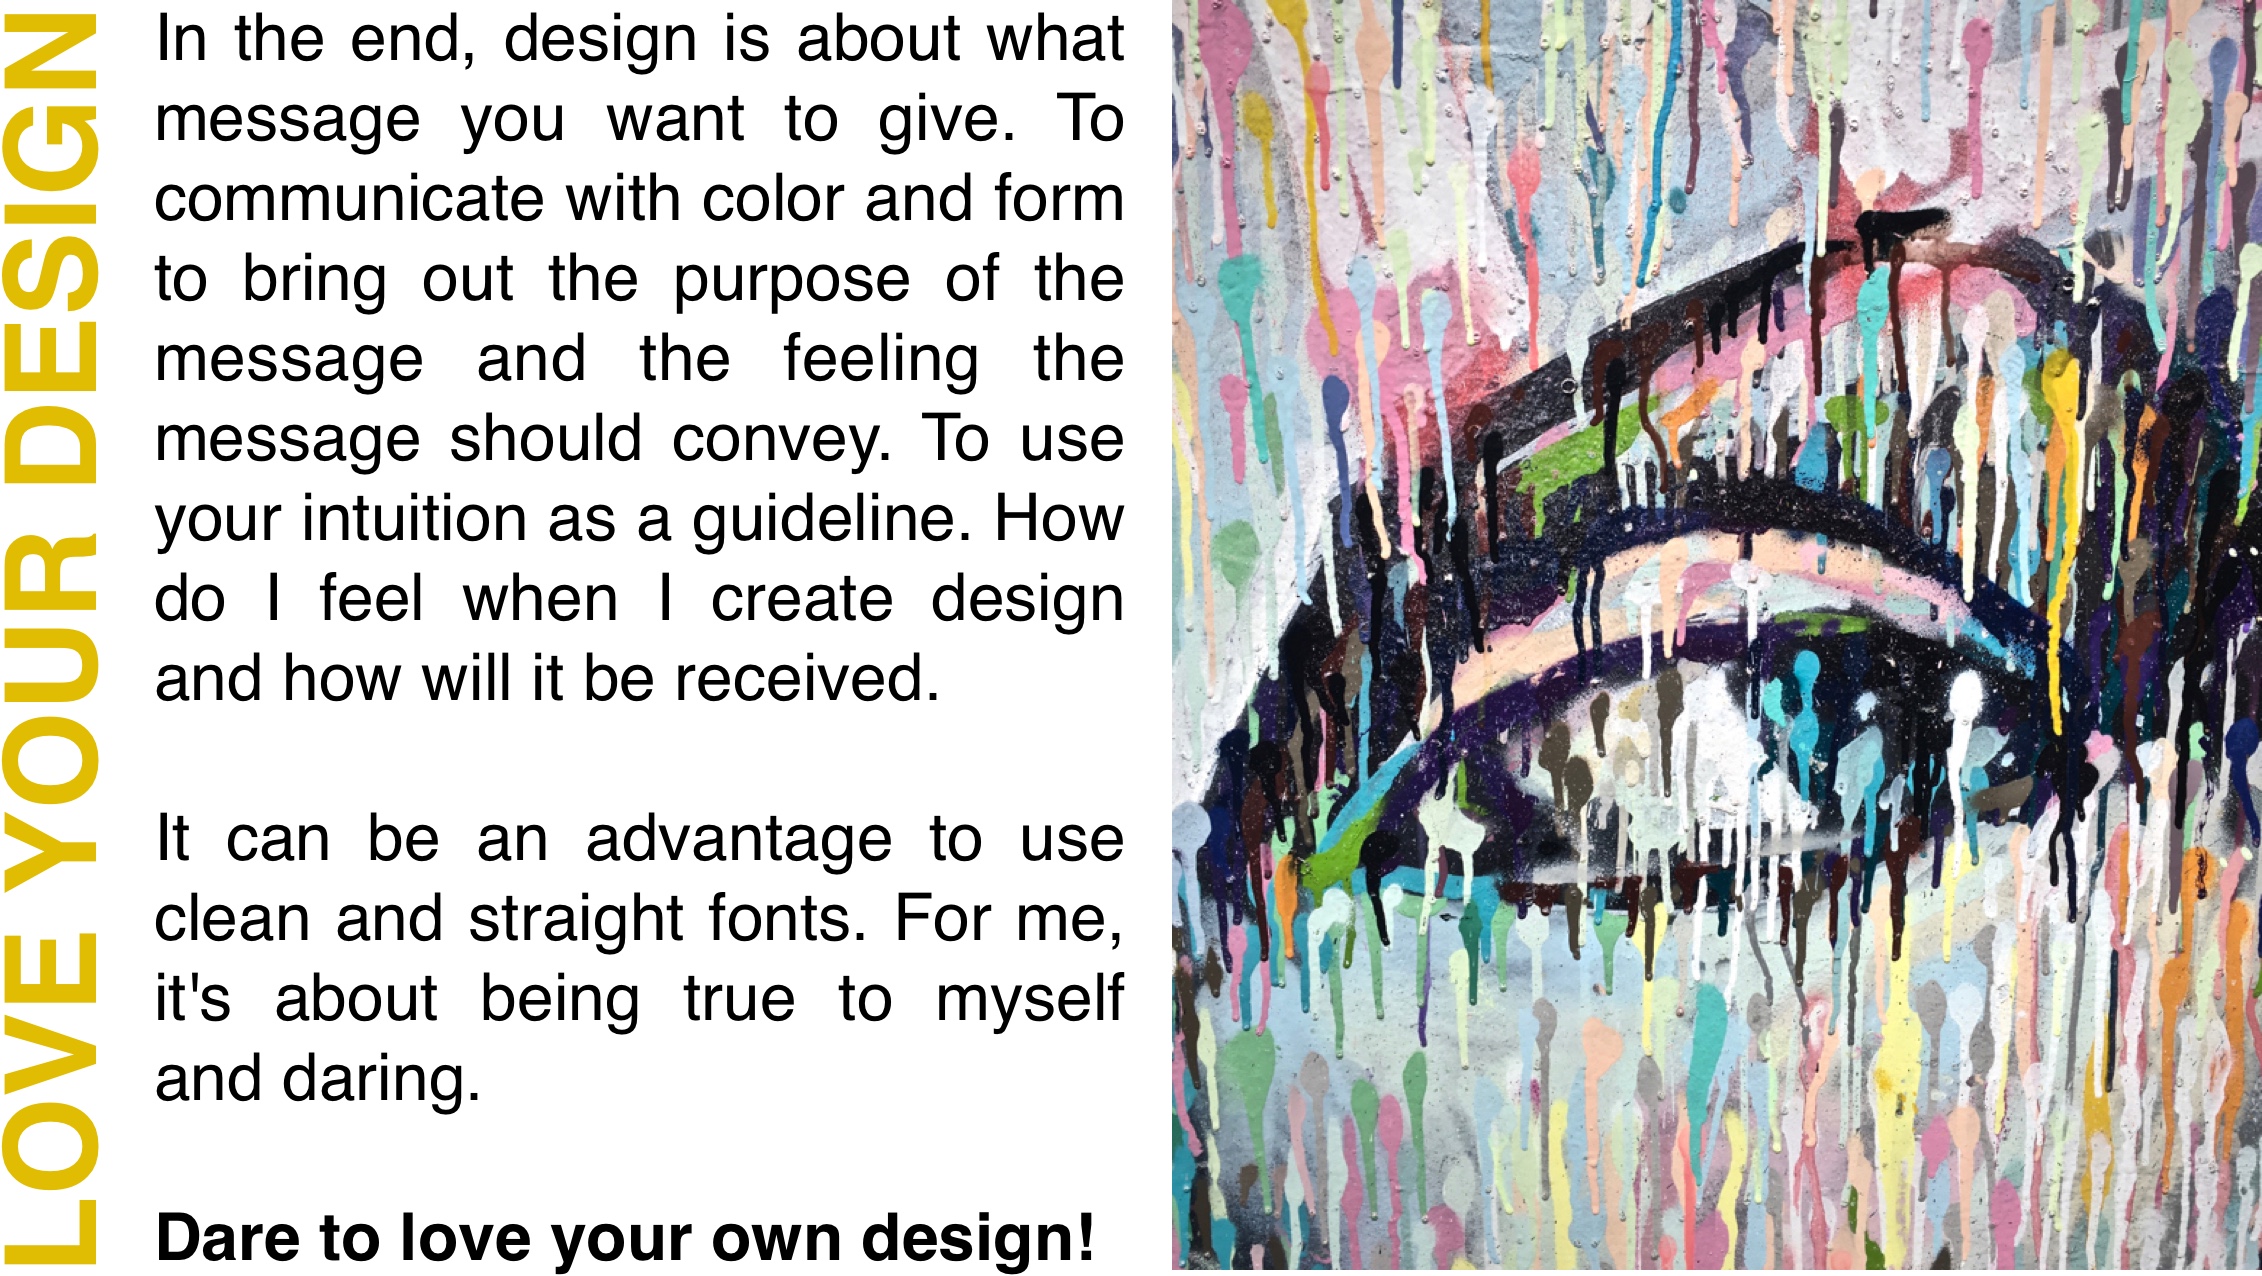 LOVE YOUR DESIGN
In the end, design is about what
message you want to give. To
communicate with color and form
to bring out the purpose of the
message and the feeling the
message should convey. To use
your intuition as a guideline. How
do I feel when I create design
and how will it be received.
It can be an advantage to use
clean and straight fonts. For me,
it's about being true to myself
and daring.
Dare to love your own design!